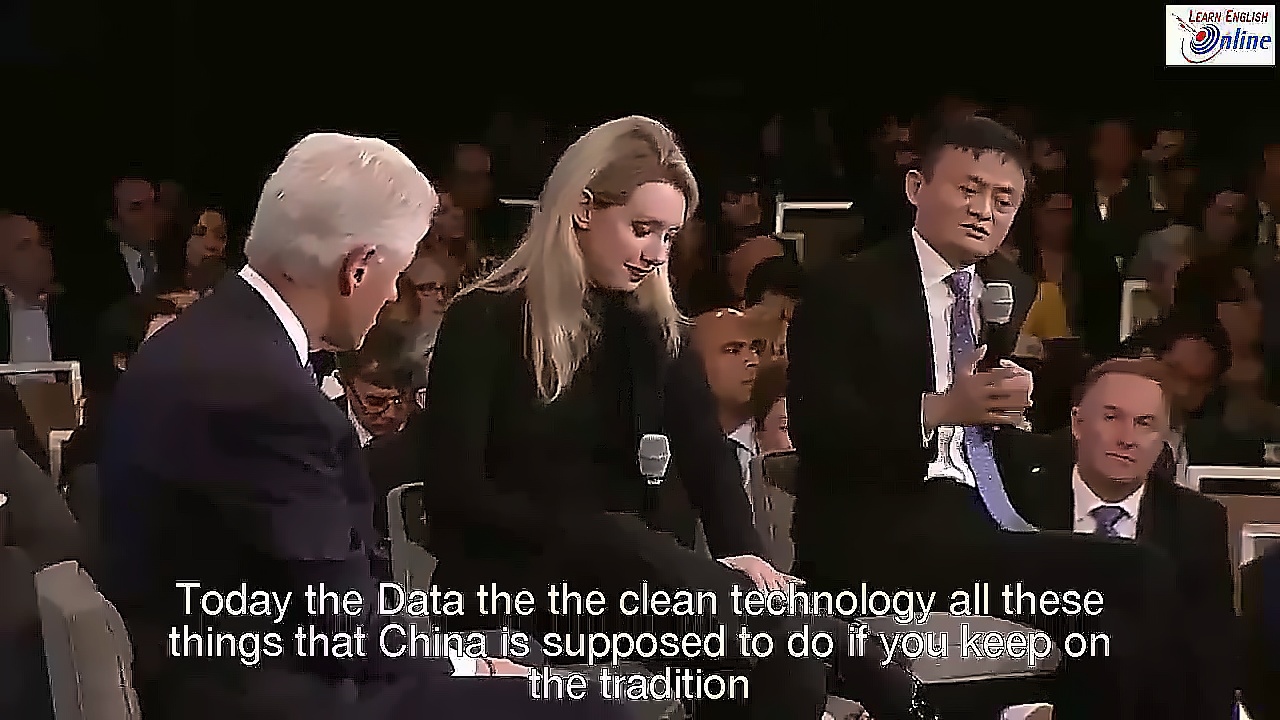 LEARN ENGLISH
Online
Today the Data the the clean technology all these
things that China is supposed to do if you keep on
the tradition